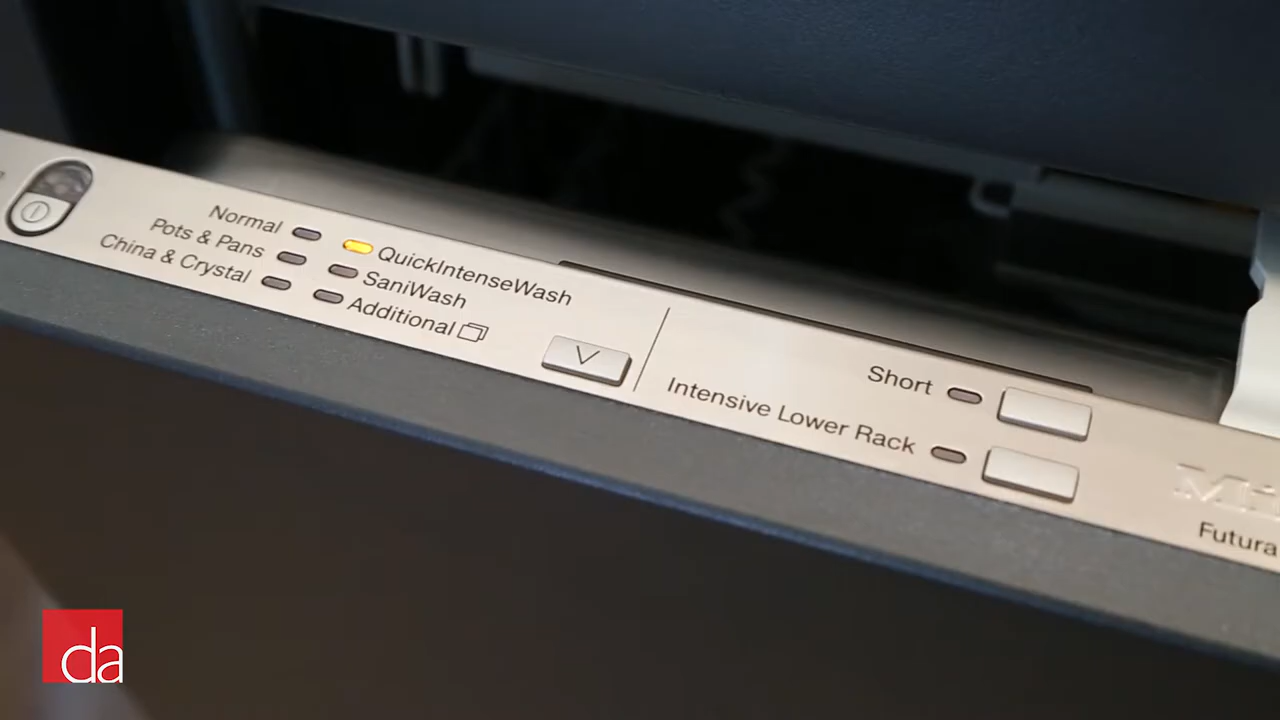 Normal
Pots & Pans
China & Crystal
QuickIntenseWash
SaniWash
Additional
Short
Intensive Lower Rack
Futura
da